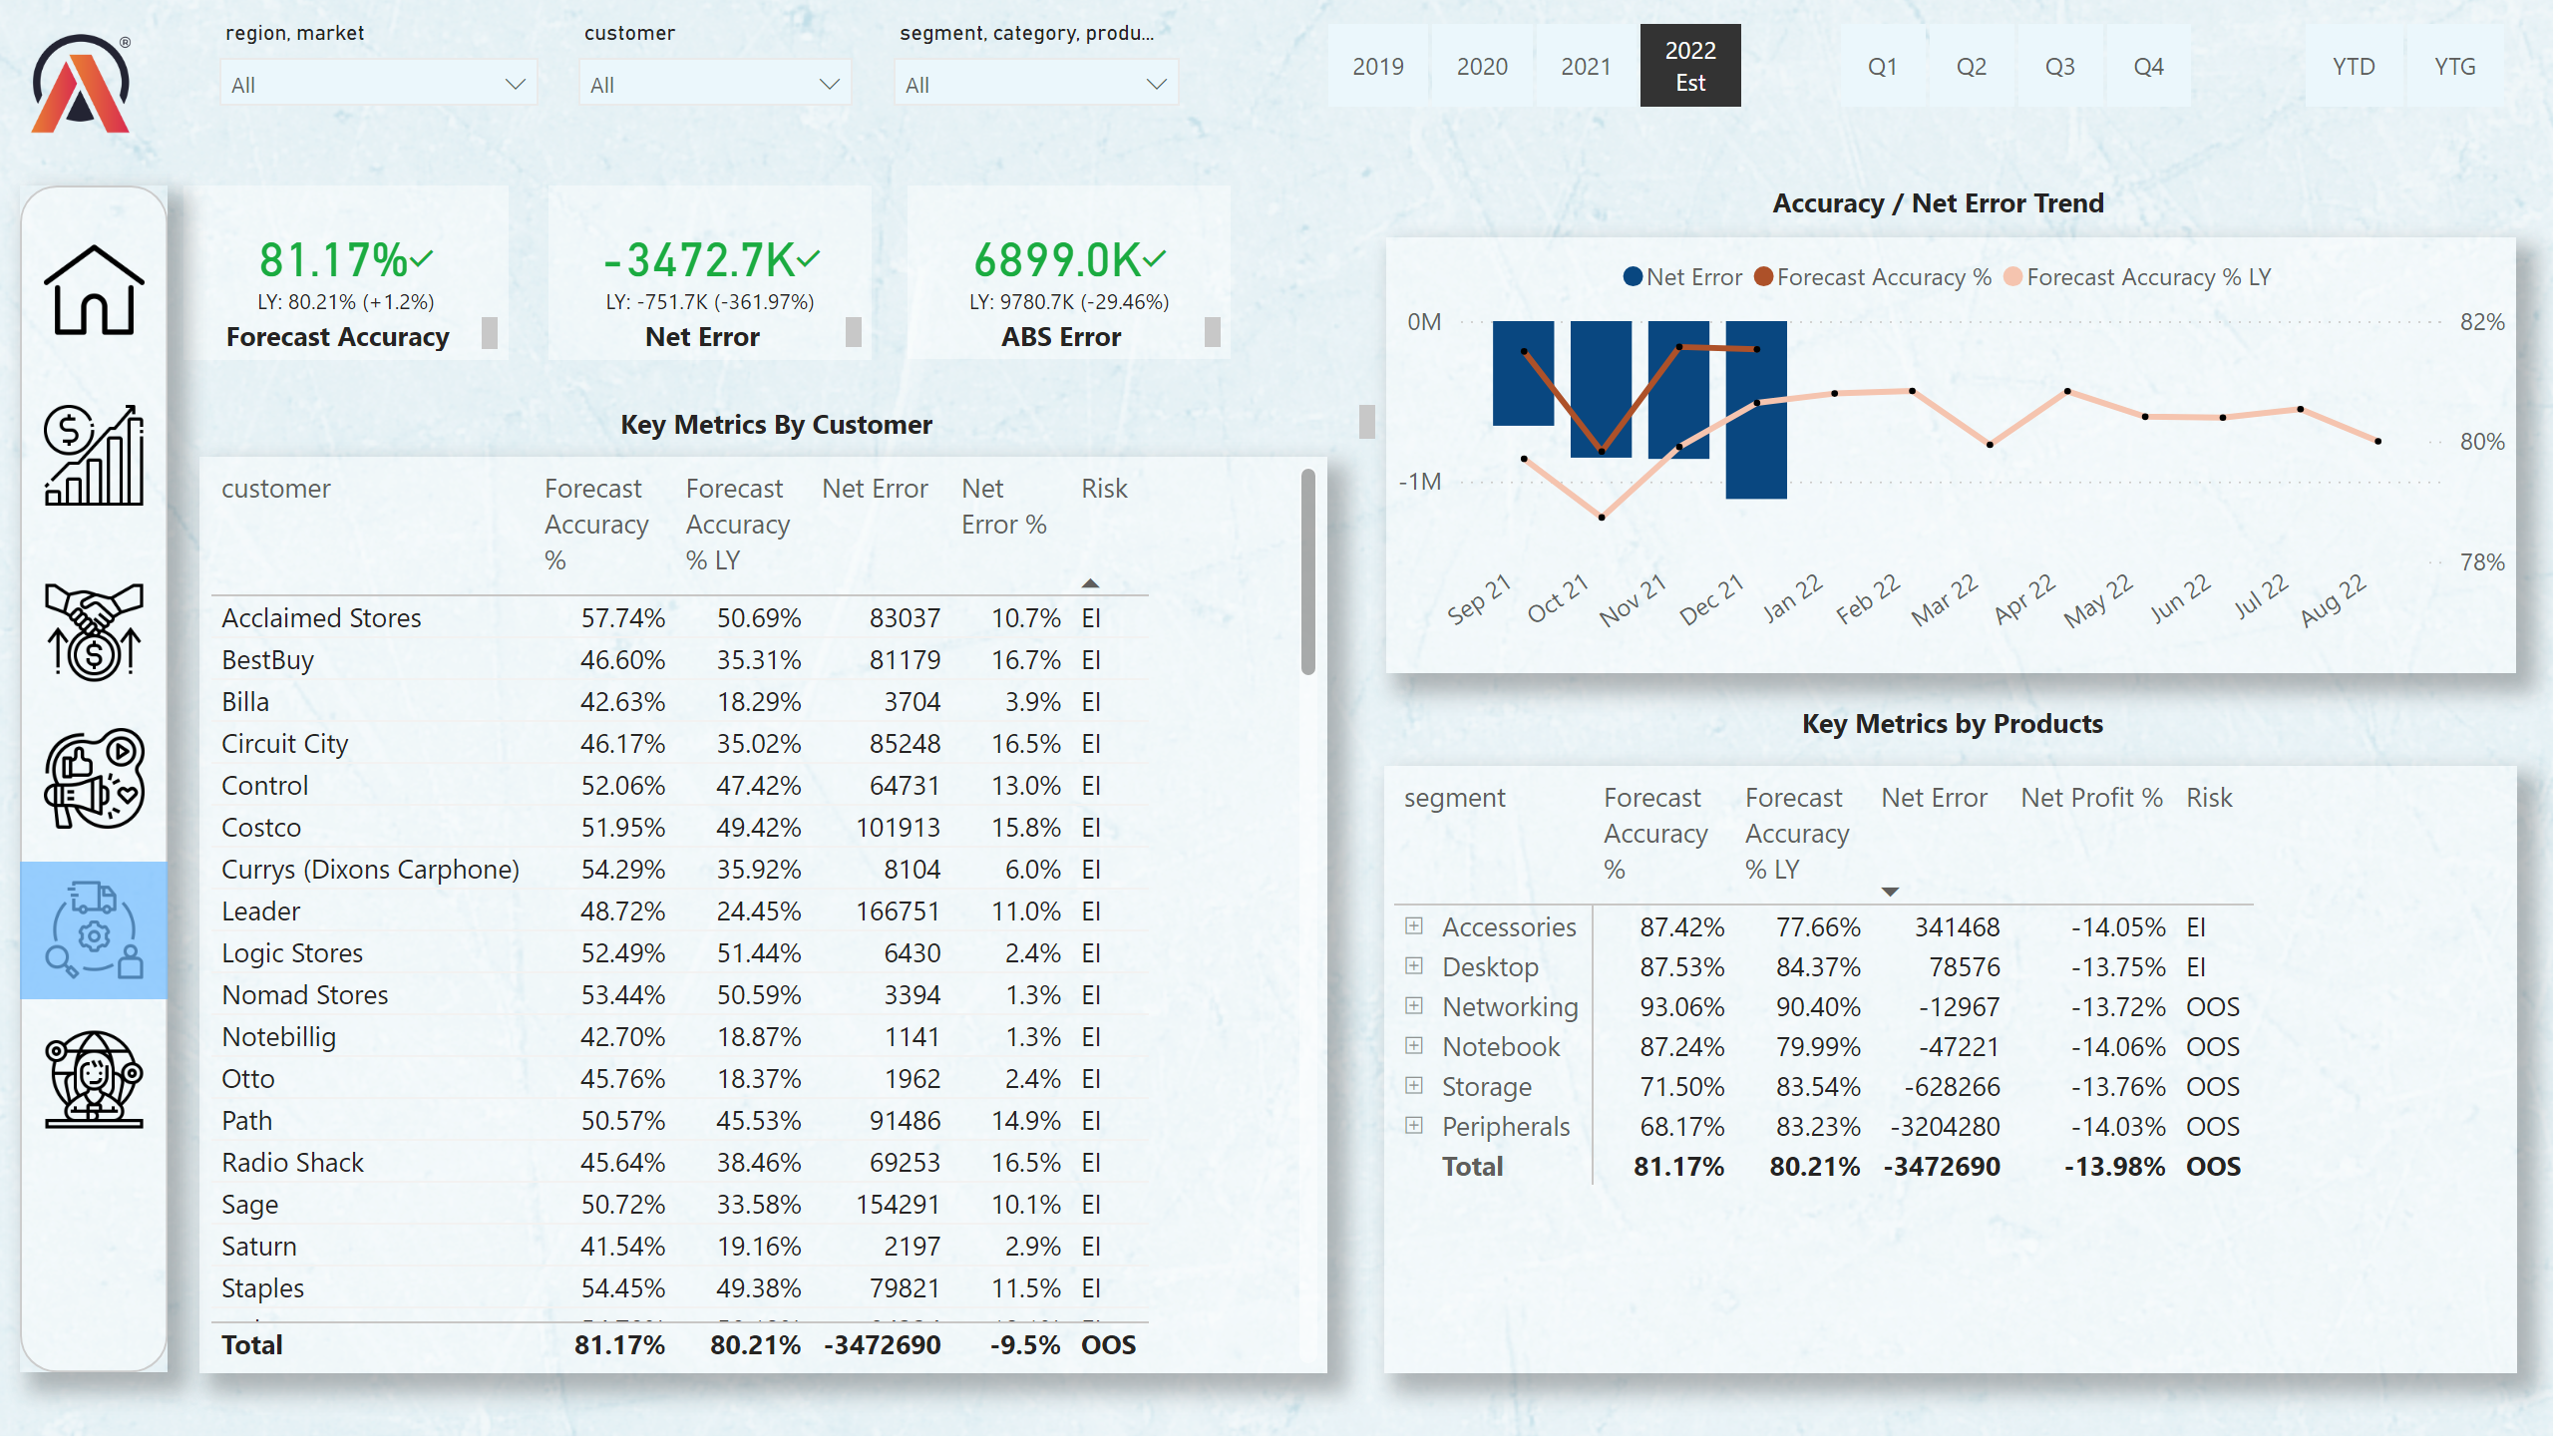 ®
region, market
customer
segment, category, produ...
All
All
All
2019
2020
2021
2022
Est
Q1
Q2
Q3
Q4
YTD
YTG
81.17%
LY: 80.21% (+1.2%)
Forecast Accuracy
-3472.7K
LY: -751.7K (-361.97%)
Net Error
6899.0K
LY: 9780.7K (-29.46%)
ABS Error
Key Metrics By Customer
customer Forecast Accuracy % Forecast Accuracy % LY Net Error Net Error % Risk
Acclaimed Stores 57.74% 50.69% 83037 10.7% EI
BestBuy 46.60% 35.31% 81179 16.7% EI
Billa 42.63% 18.29% 3704 3.9% EI
Circuit City 46.17% 35.02% 85248 16.5% EI
Control 52.06% 47.42% 64731 13.0% EI
Costco 51.95% 49.42% 101913 15.8% EI
Currys (Dixons Carphone) 54.29% 35.92% 8104 6.0% EI
Leader 48.72% 24.45% 166751 11.0% EI
Logic Stores 52.49% 51.44% 6430 2.4% EI
Nomad Stores 53.44% 50.59% 3394 1.3% EI
Notebillig 42.70% 18.87% 1141 1.3% EI
Otto 45.76% 18.37% 1962 2.4% EI
Path 50.57% 45.53% 91486 14.9% EI
Radio Shack 45.64% 38.46% 69253 16.5% EI
Sage 50.72% 33.58% 154291 10.1% EI
Saturn 41.54% 19.16% 2197 2.9% EI
Staples 54.45% 49.38% 79821 11.5% EI
Total 81.17% 80.21% -3472690 -9.5% OOS
Accuracy / Net Error Trend
Net Error Forecast Accuracy % Forecast Accuracy % LY
0M
-1M
82%
80%
78%
Sep 21
Oct 21
Nov 21
Dec 21
Jan 22
Feb 22
Mar 22
Apr 22
May 22
Jun 22
Jul 22
Aug 22
Key Metrics by Products
segment Forecast Accuracy % Forecast Accuracy % LY Net Error Net Profit % Risk
Accessories 87.42% 77.66% 341468 -14.05% EI
Desktop 87.53% 84.37% 78576 -13.75% EI
Networking 93.06% 90.40% -12967 -13.72% OOS
Notebook 87.24% 79.99% -47221 -14.06% OOS
Storage 71.50% 83.54% -628266 -13.76% OOS
Peripherals 68.17% 83.23% -3204280 -14.03% OOS
Total 81.17% 80.21% -3472690 -13.98% OOS